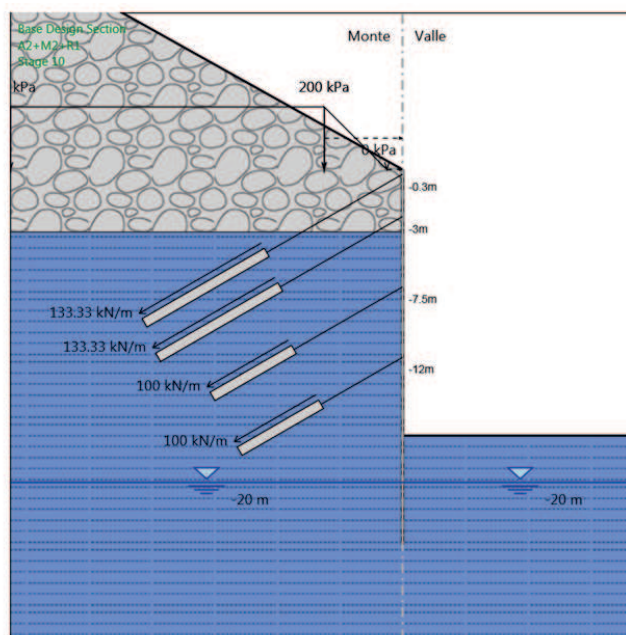 Base Design Section
A2+M2+R1
Stage 10
Monte
Valle
kPa
200 kPa
0 kPa
-0.3m
-3m
-7.5m
-12m
133.33 kN/m
133.33 kN/m
100 kN/m
100 kN/m
-20 m
-20 m